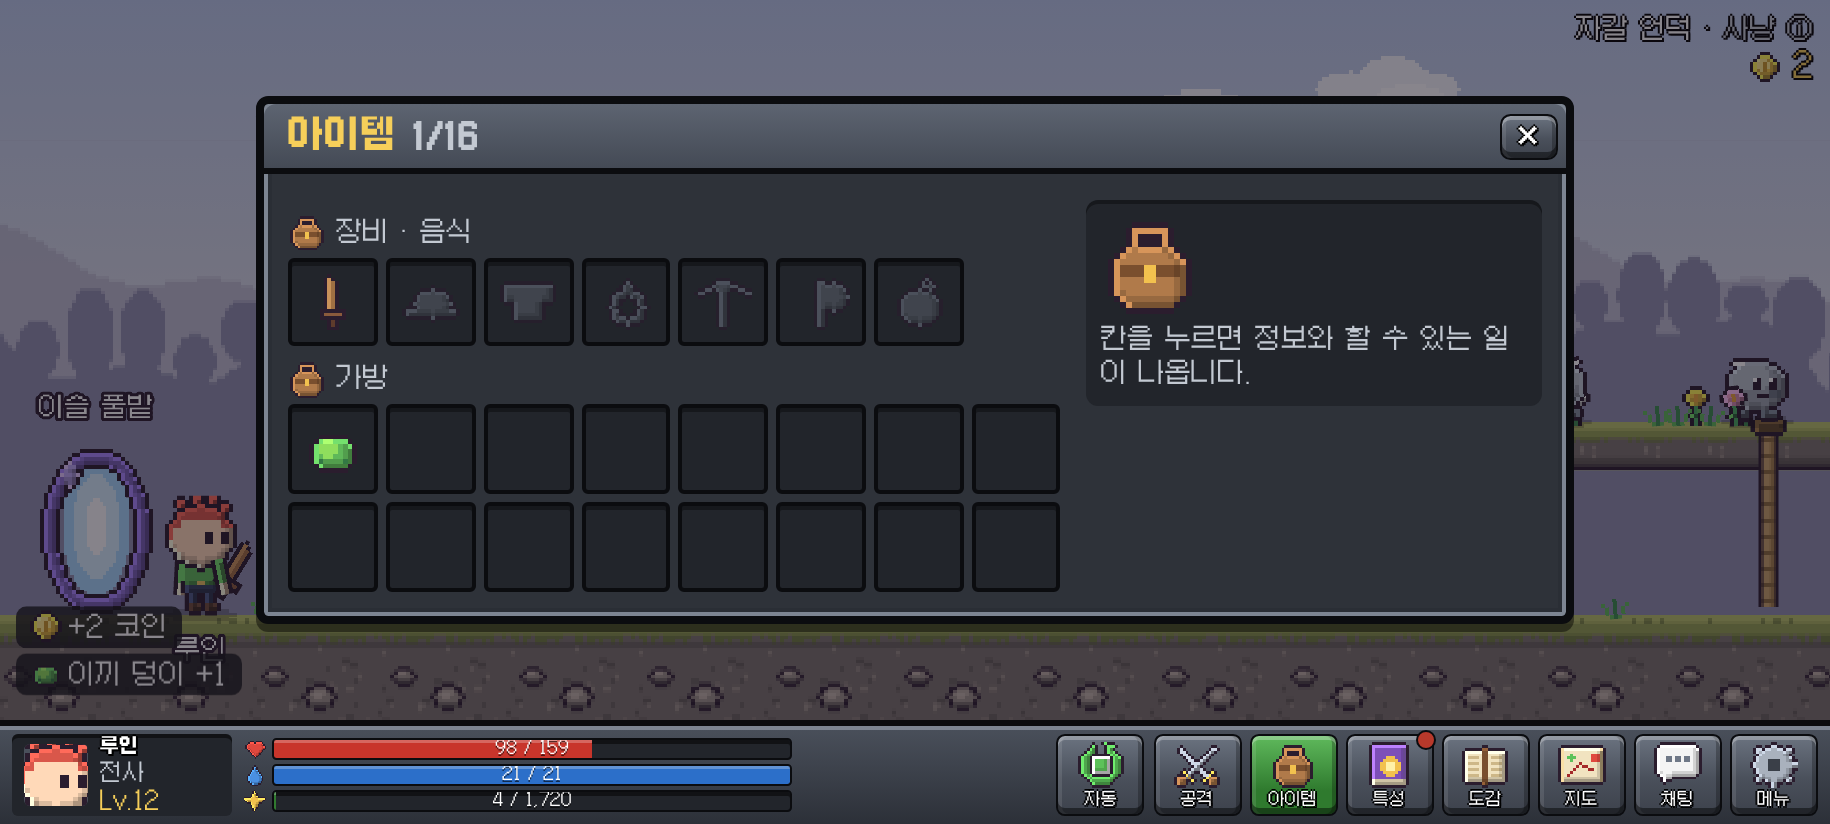 자갈 언덕 · 사냥 ①
2
아이템 1/16
장비 · 음식
칸을 누르면 정보와 할 수 있는 일
이 나옵니다.
가방
이슬 풀밭
+2 코인
루인
이끼 덩이 +1
루인
전사
Lv.12
98 / 159
21 / 21
4 / 1,720
자동
공격
아이템
특성
도감
지도
채팅
메뉴